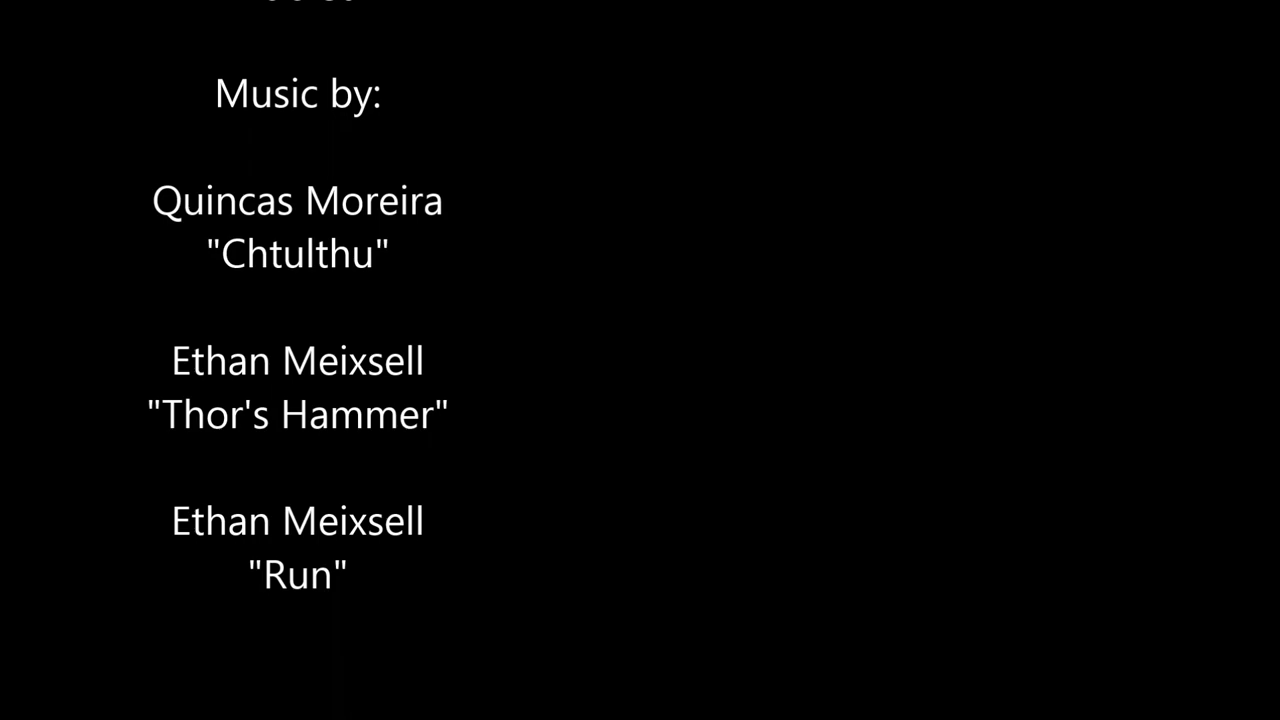 Music by:
Quincas Moreira
"Chtulthu"
Ethan Meixsell
"Thor's Hammer"
Ethan Meixsell
"Run"